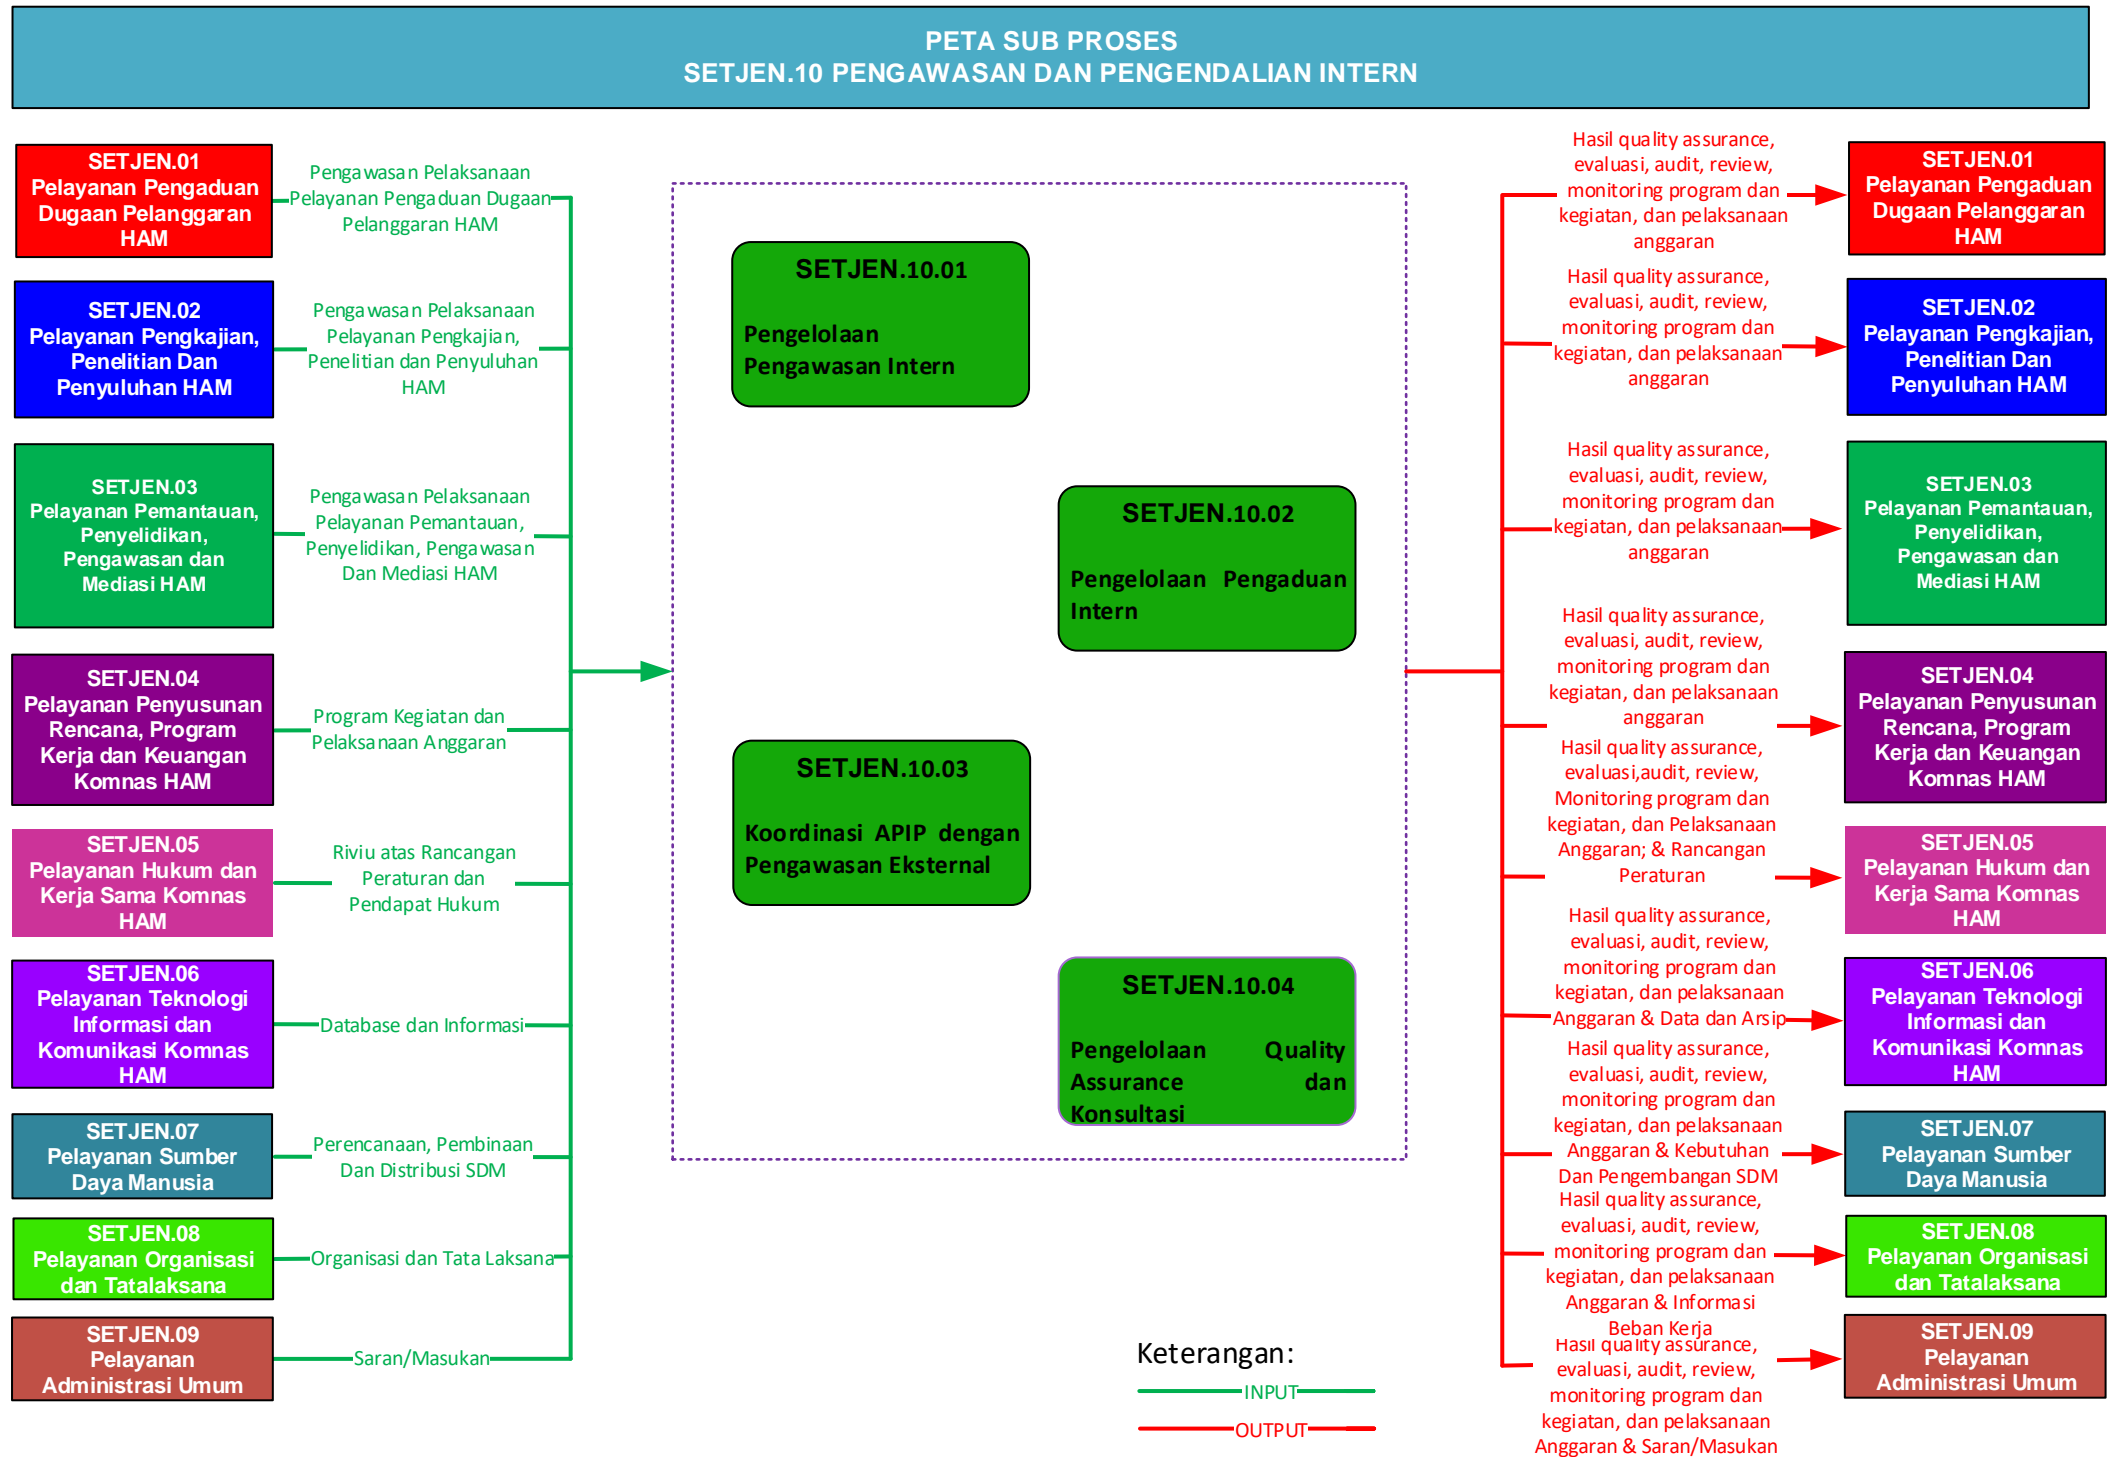 PETA SUB PROSES
SETJEN.10 PENGAWASAN DAN PENGENDALIAN INTERN
SETJEN.01
Pelayanan Pengaduan
Dugaan Pelanggaran
HAM
Pengawasan Pelaksanaan
Pelayanan Pengaduan Dugaan
Pelanggaran HAM
SETJEN.02
Pelayanan Pengkajian,
Penelitian Dan
Penyuluhan HAM
Pengawasan Pelaksanaan
Pelayanan Pengkajian,
Penelitian dan Penyuluhan
HAM
SETJEN.03
Pelayanan Pemantauan,
Penyelidikan,
Pengawasan dan
Mediasi HAM
Pengawasan Pelaksanaan
Pelayanan Pemantauan,
Penyelidikan, Pengawasan
Dan Mediasi HAM
SETJEN.04
Pelayanan Penyusunan
Rencana, Program
Kerja dan Keuangan
Komnas HAM
Program Kegiatan dan
Pelaksanaan Anggaran
SETJEN.05
Pelayanan Hukum dan
Kerja Sama Komnas
HAM
Riviu atas Rancangan
Peraturan dan
Pendapat Hukum
SETJEN.06
Pelayanan Teknologi
Informasi dan
Komunikasi Komnas
HAM
Database dan Informasi
SETJEN.07
Pelayanan Sumber
Daya Manusia
Perencanaan, Pembinaan
Dan Distribusi SDM
SETJEN.08
Pelayanan Organisasi
dan Tatalaksana
Organisasi dan Tata Laksana
SETJEN.09
Pelayanan
Administrasi Umum
Saran/Masukan
SETJEN.10.01
Pengelolaan
Pengawasan Intern
SETJEN.10.02
Pengelolaan Pengaduan
Intern
SETJEN.10.03
Koordinasi APIP dengan
Pengawasan Eksternal
SETJEN.10.04
Pengelolaan Quality
Assurance dan
Konsultasi
Keterangan:
INPUT
OUTPUT
Hasil quality assurance,
evaluasi, audit, review,
monitoring program dan
kegiatan, dan pelaksanaan
anggaran
SETJEN.01
Pelayanan Pengaduan
Dugaan Pelanggaran
HAM
Hasil quality assurance,
evaluasi, audit, review,
monitoring program dan
kegiatan, dan pelaksanaan
anggaran
SETJEN.02
Pelayanan Pengkajian,
Penelitian Dan
Penyuluhan HAM
Hasil quality assurance,
evaluasi, audit, review,
monitoring program dan
kegiatan, dan pelaksanaan
anggaran
SETJEN.03
Pelayanan Pemantauan,
Penyelidikan,
Pengawasan dan
Mediasi HAM
Hasil quality assurance,
evaluasi, audit, review,
monitoring program dan
kegiatan, dan pelaksanaan
anggaran
SETJEN.04
Pelayanan Penyusunan
Rencana, Program
Kerja dan Keuangan
Komnas HAM
Hasil quality assurance,
evaluasi,audit, review,
Monitoring program dan
kegiatan, dan Pelaksanaan
Anggaran; & Rancangan
Peraturan
SETJEN.05
Pelayanan Hukum dan
Kerja Sama Komnas
HAM
Hasil quality assurance,
evaluasi, audit, review,
monitoring program dan
kegiatan, dan pelaksanaan
Anggaran & Data dan Arsip
SETJEN.06
Pelayanan Teknologi
Informasi dan
Komunikasi Komnas
HAM
Hasil quality assurance,
evaluasi, audit, review,
monitoring program dan
kegiatan, dan pelaksanaan
Anggaran & Kebutuhan
Dan Pengembangan SDM
SETJEN.07
Pelayanan Sumber
Daya Manusia
Hasil quality assurance,
evaluasi, audit, review,
monitoring program dan
kegiatan, dan pelaksanaan
Anggaran & Informasi
Beban Kerja
SETJEN.08
Pelayanan Organisasi
dan Tatalaksana
Hasil quality assurance,
evaluasi, audit, review,
monitoring program dan
kegiatan, dan pelaksanaan
Anggaran & Saran/Masukan
SETJEN.09
Pelayanan
Administrasi Umum